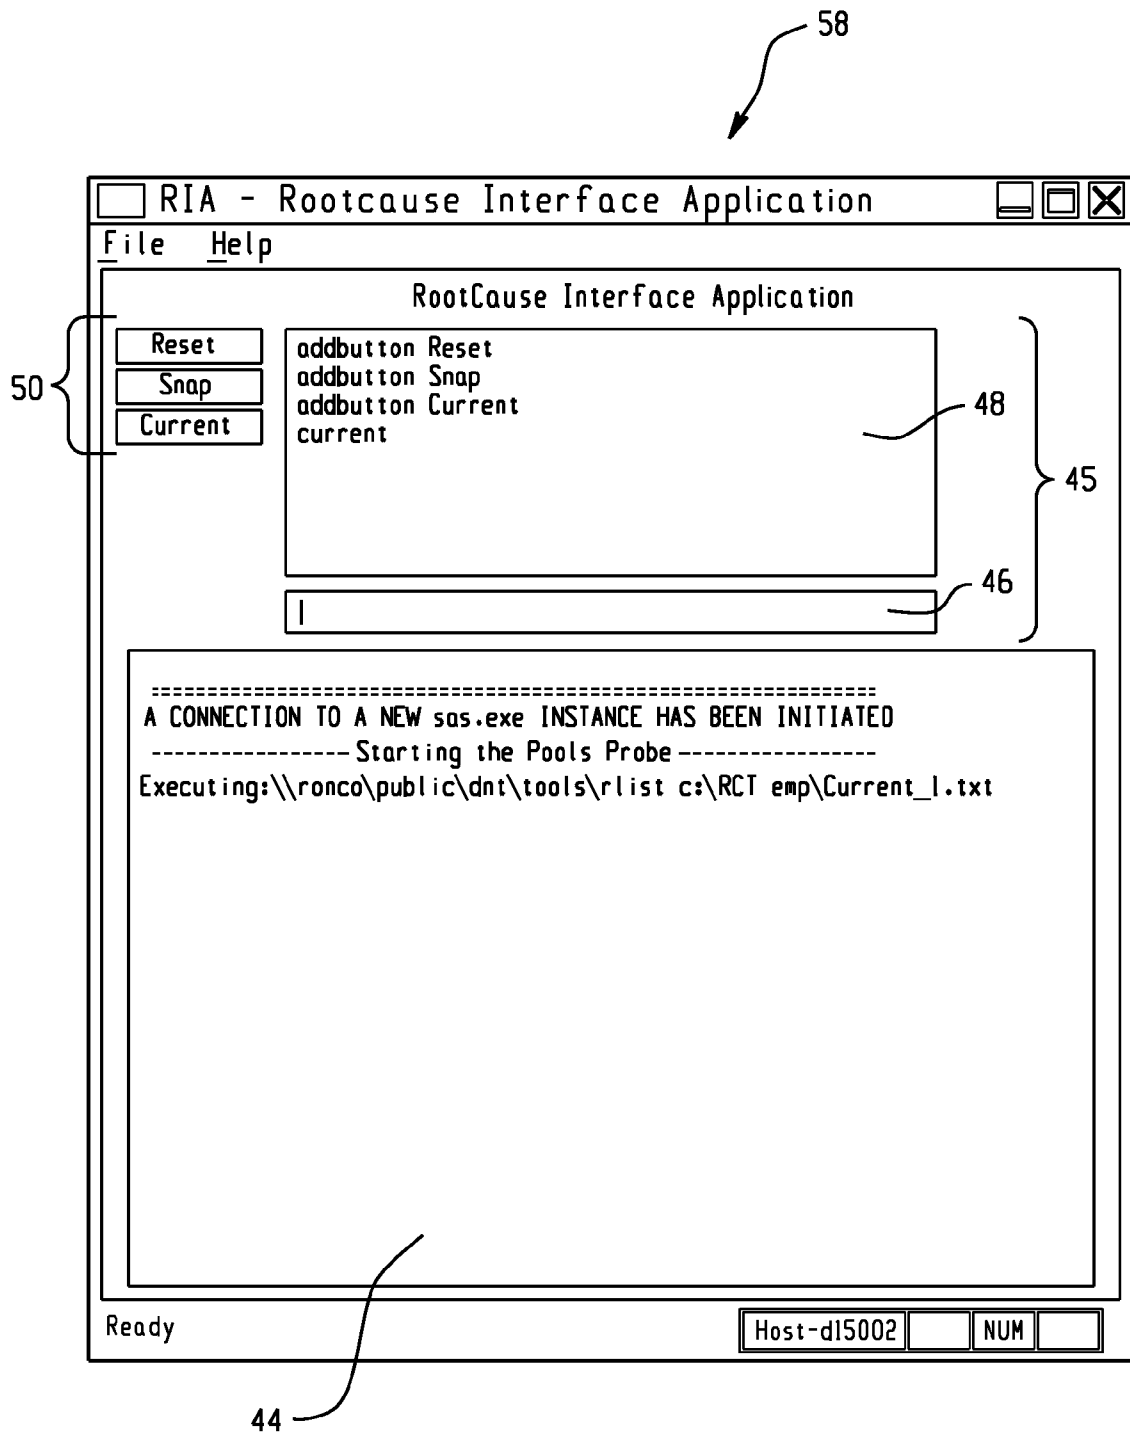 58
RIA - Rootcause Interface Application
File Help
RootCause Interface Application
50
Reset
Snap
Current
addbutton Reset
addbutton Snap
addbutton Current
current
48
45
46
=============================================================
A CONNECTION TO A NEW sas.exe INSTANCE HAS BEEN INITIATED
-----------------Starting the Pools Probe-----------------
Executing:\\ronco\public\dnt\tools\rlist c:\RCT emp\Current_1.txt
Ready
Host-d15002
NUM
44